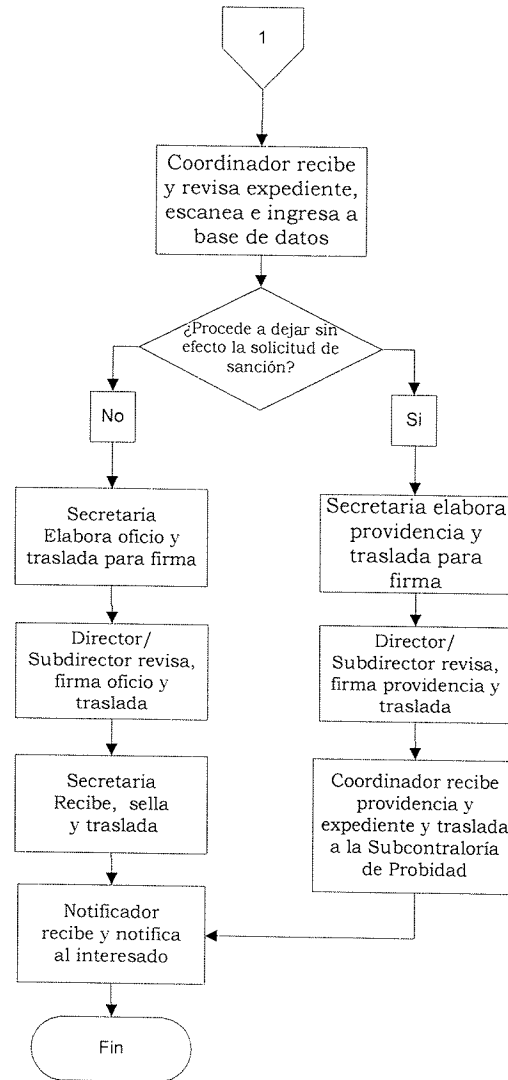 1
Coordinador recibe
y revisa expediente,
escanea e ingresa a
base de datos
¿Procede a dejar sin
efecto la solicitud de
sanción?
No
Si
Secretaria
Elabora oficio y
traslada para firma
Secretaria elabora
providencia y
traslada para
firma
Director/
Subdirector revisa,
firma oficio y
traslada
Director/
Subdirector revisa,
firma providencia y
traslada
Secretaria
Recibe, sella
y traslada
Coordinador recibe
providencia y
expediente y traslada
a la Subcontraloría
de Probidad
Notificador
recibe y notifica
al interesado
Fin